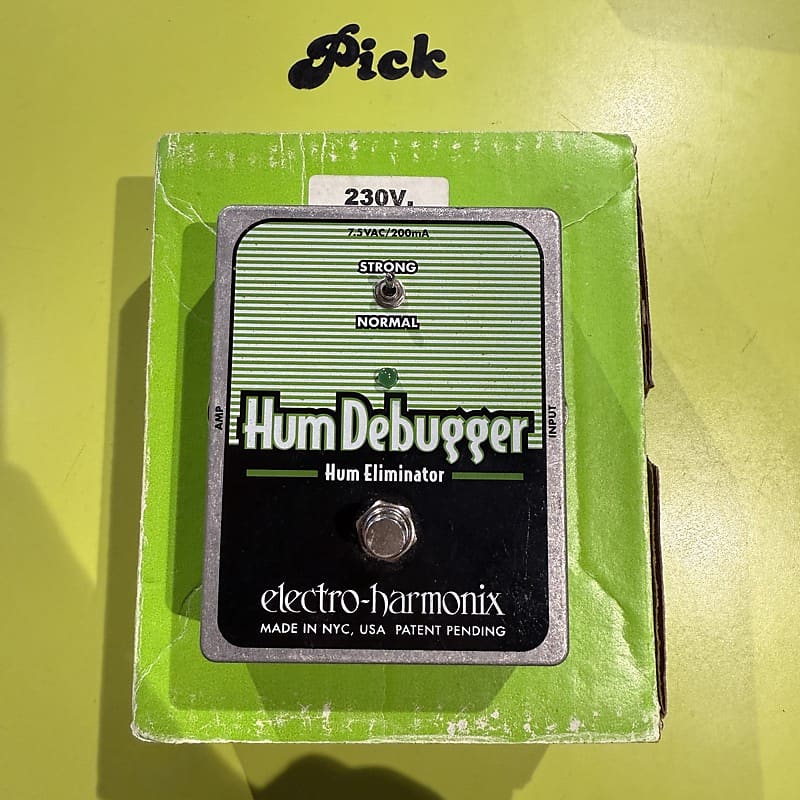 Pick
230V.
7.5VAC/200mA
STRONG
NORMAL
AMP
INPUT
Hum Debugger
Hum Eliminator
electro-harmonix
MADE IN NYC, USA PATENT PENDING